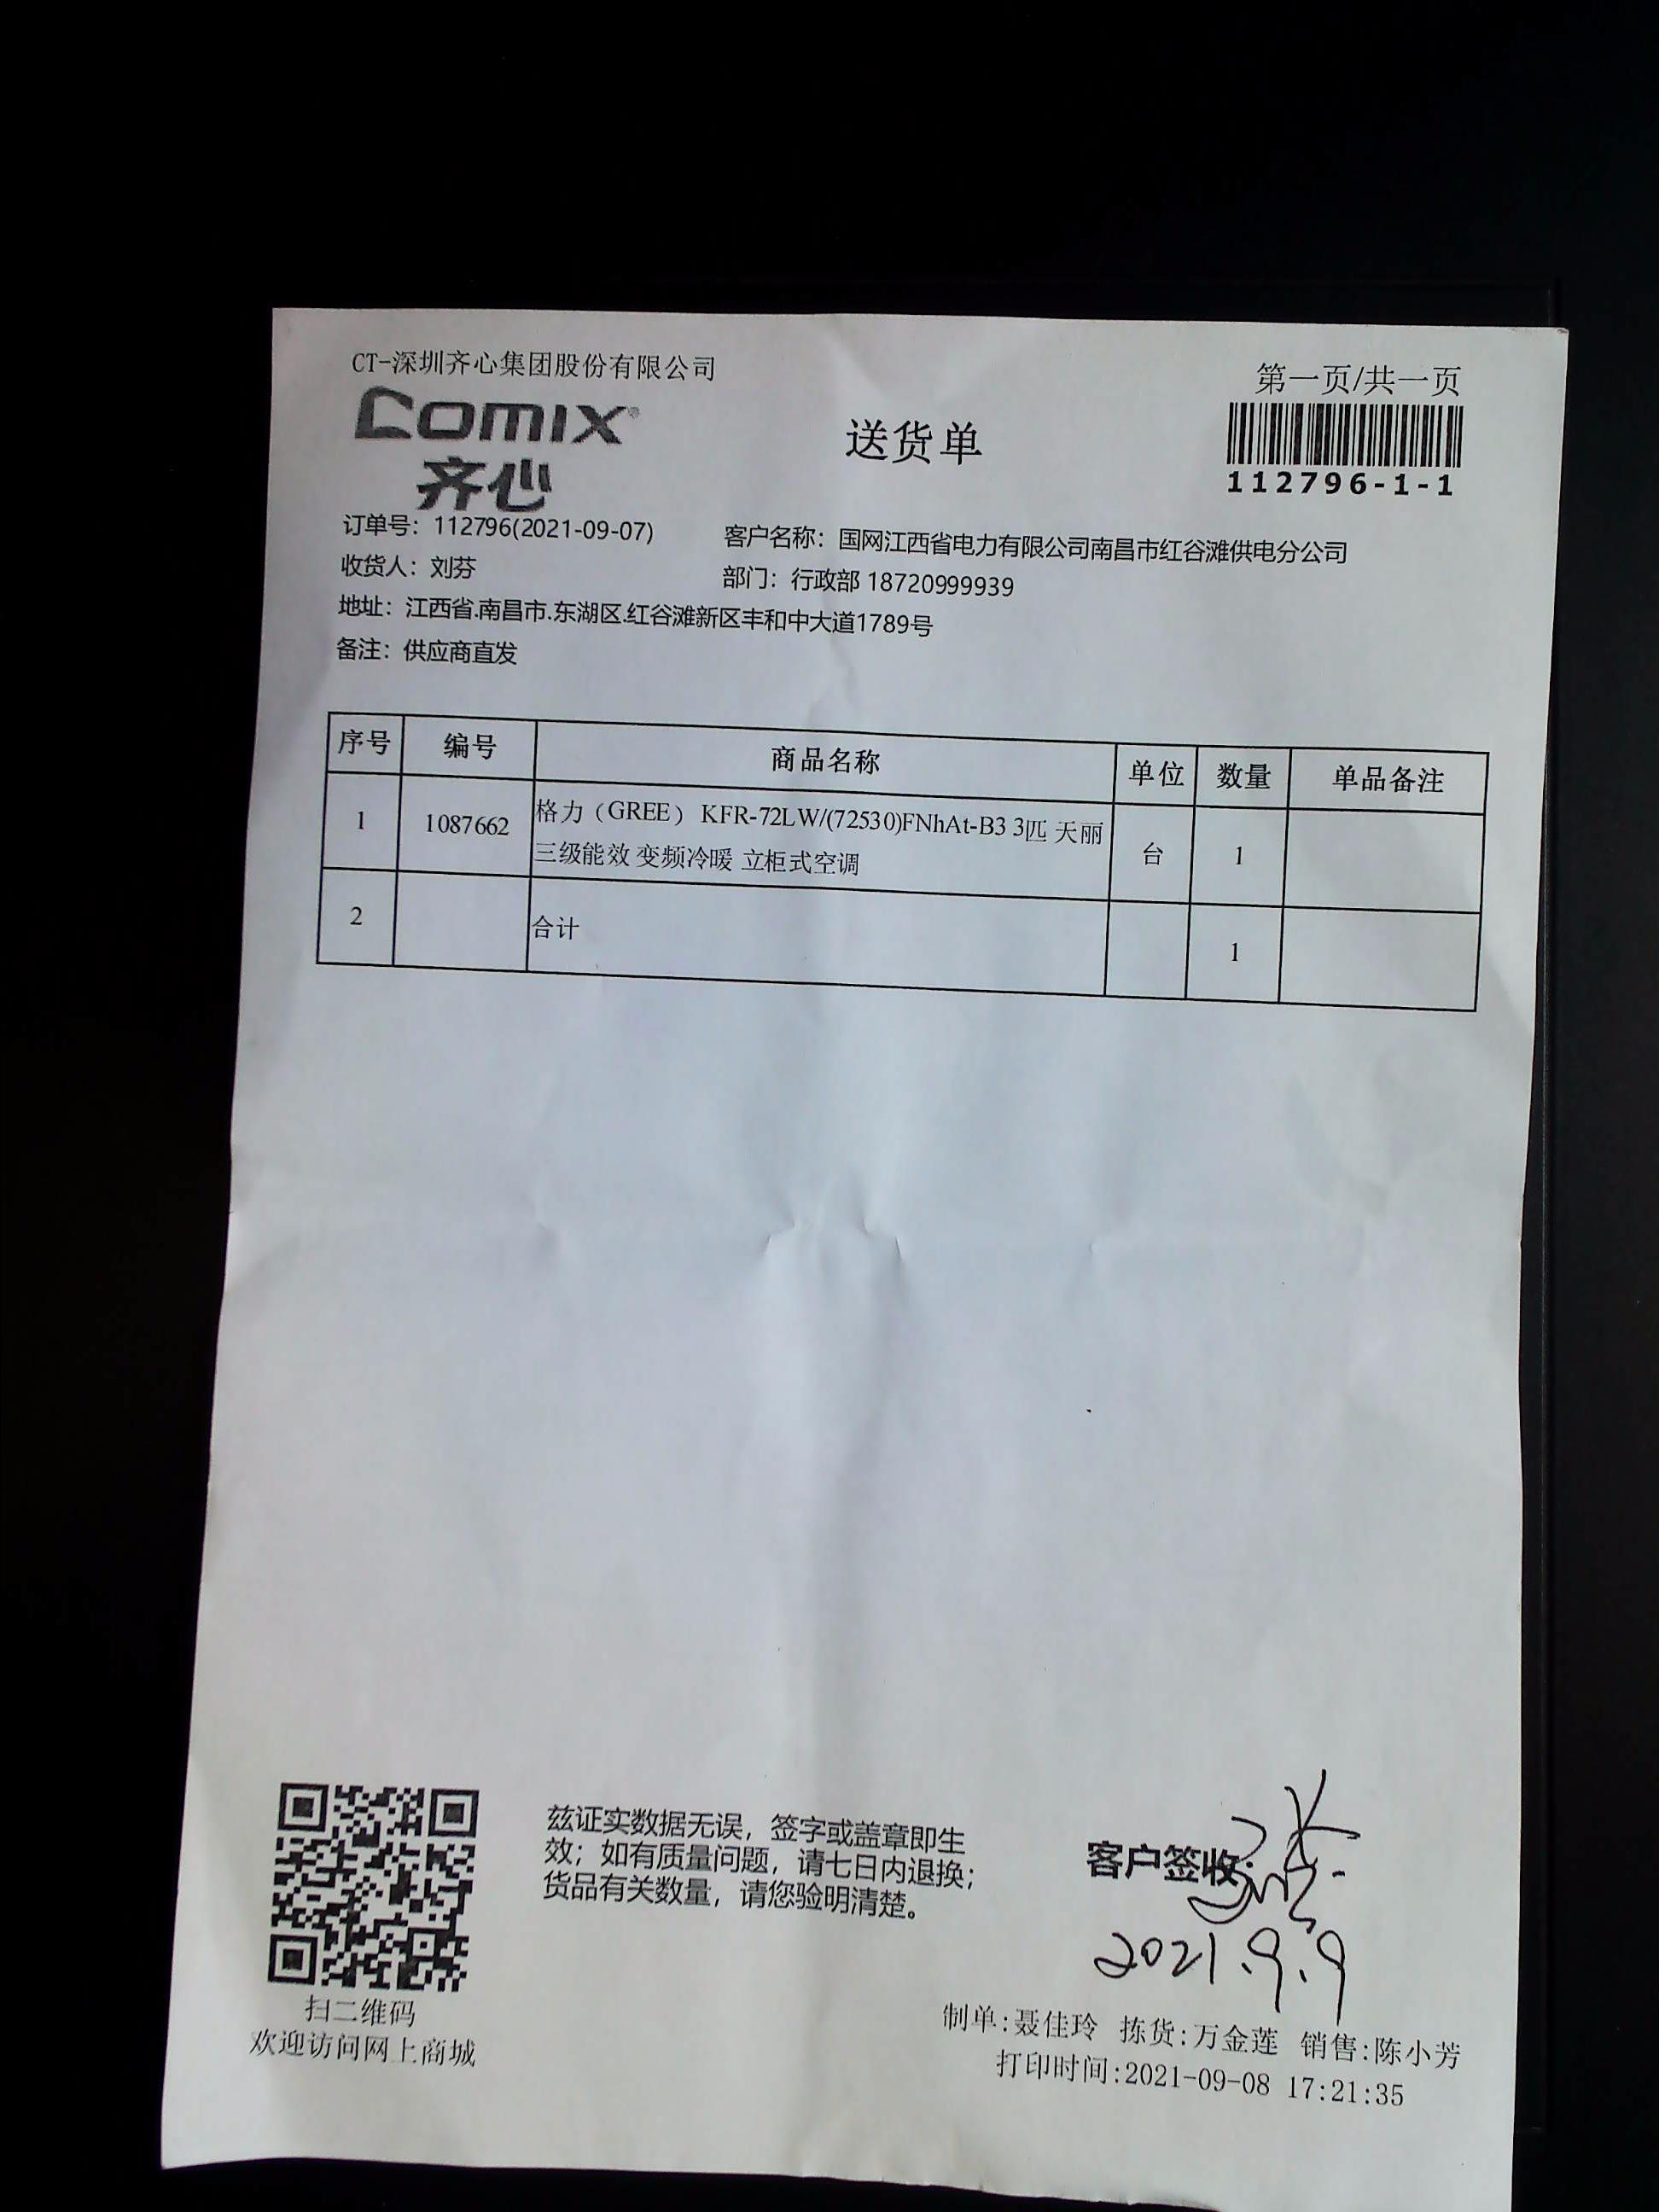 CT-深圳齐心集团股份有限公司
第一页/共一页
COMIX®
齐心
送货单
112796-1-1
订单号：112796(2021-09-07)
客户名称：国网江西省电力有限公司南昌市红谷滩供电分公司
收货人：刘芬
部门：行政部 18720999939
地址：江西省.南昌市.东湖区.红谷滩新区丰和中大道1789号
备注：供应商直发
序号 编号 商品名称 单位 数量 单品备注
1 1087662 格力（GREE） KFR-72LW/(72530)FNhAt-B3 3匹 天丽
三级能效 变频冷暖 立柜式空调 台 1
2 合计 1
兹证实数据无误，签字或盖章即生
效；如有质量问题，请七日内退换；
货品有关数量，请您验明清楚。
客户签收:
2021.9.9
扫二维码
欢迎访问网上商城
制单:聂佳玲 拣货:万金莲 销售:陈小芳
打印时间:2021-09-08 17:21:35